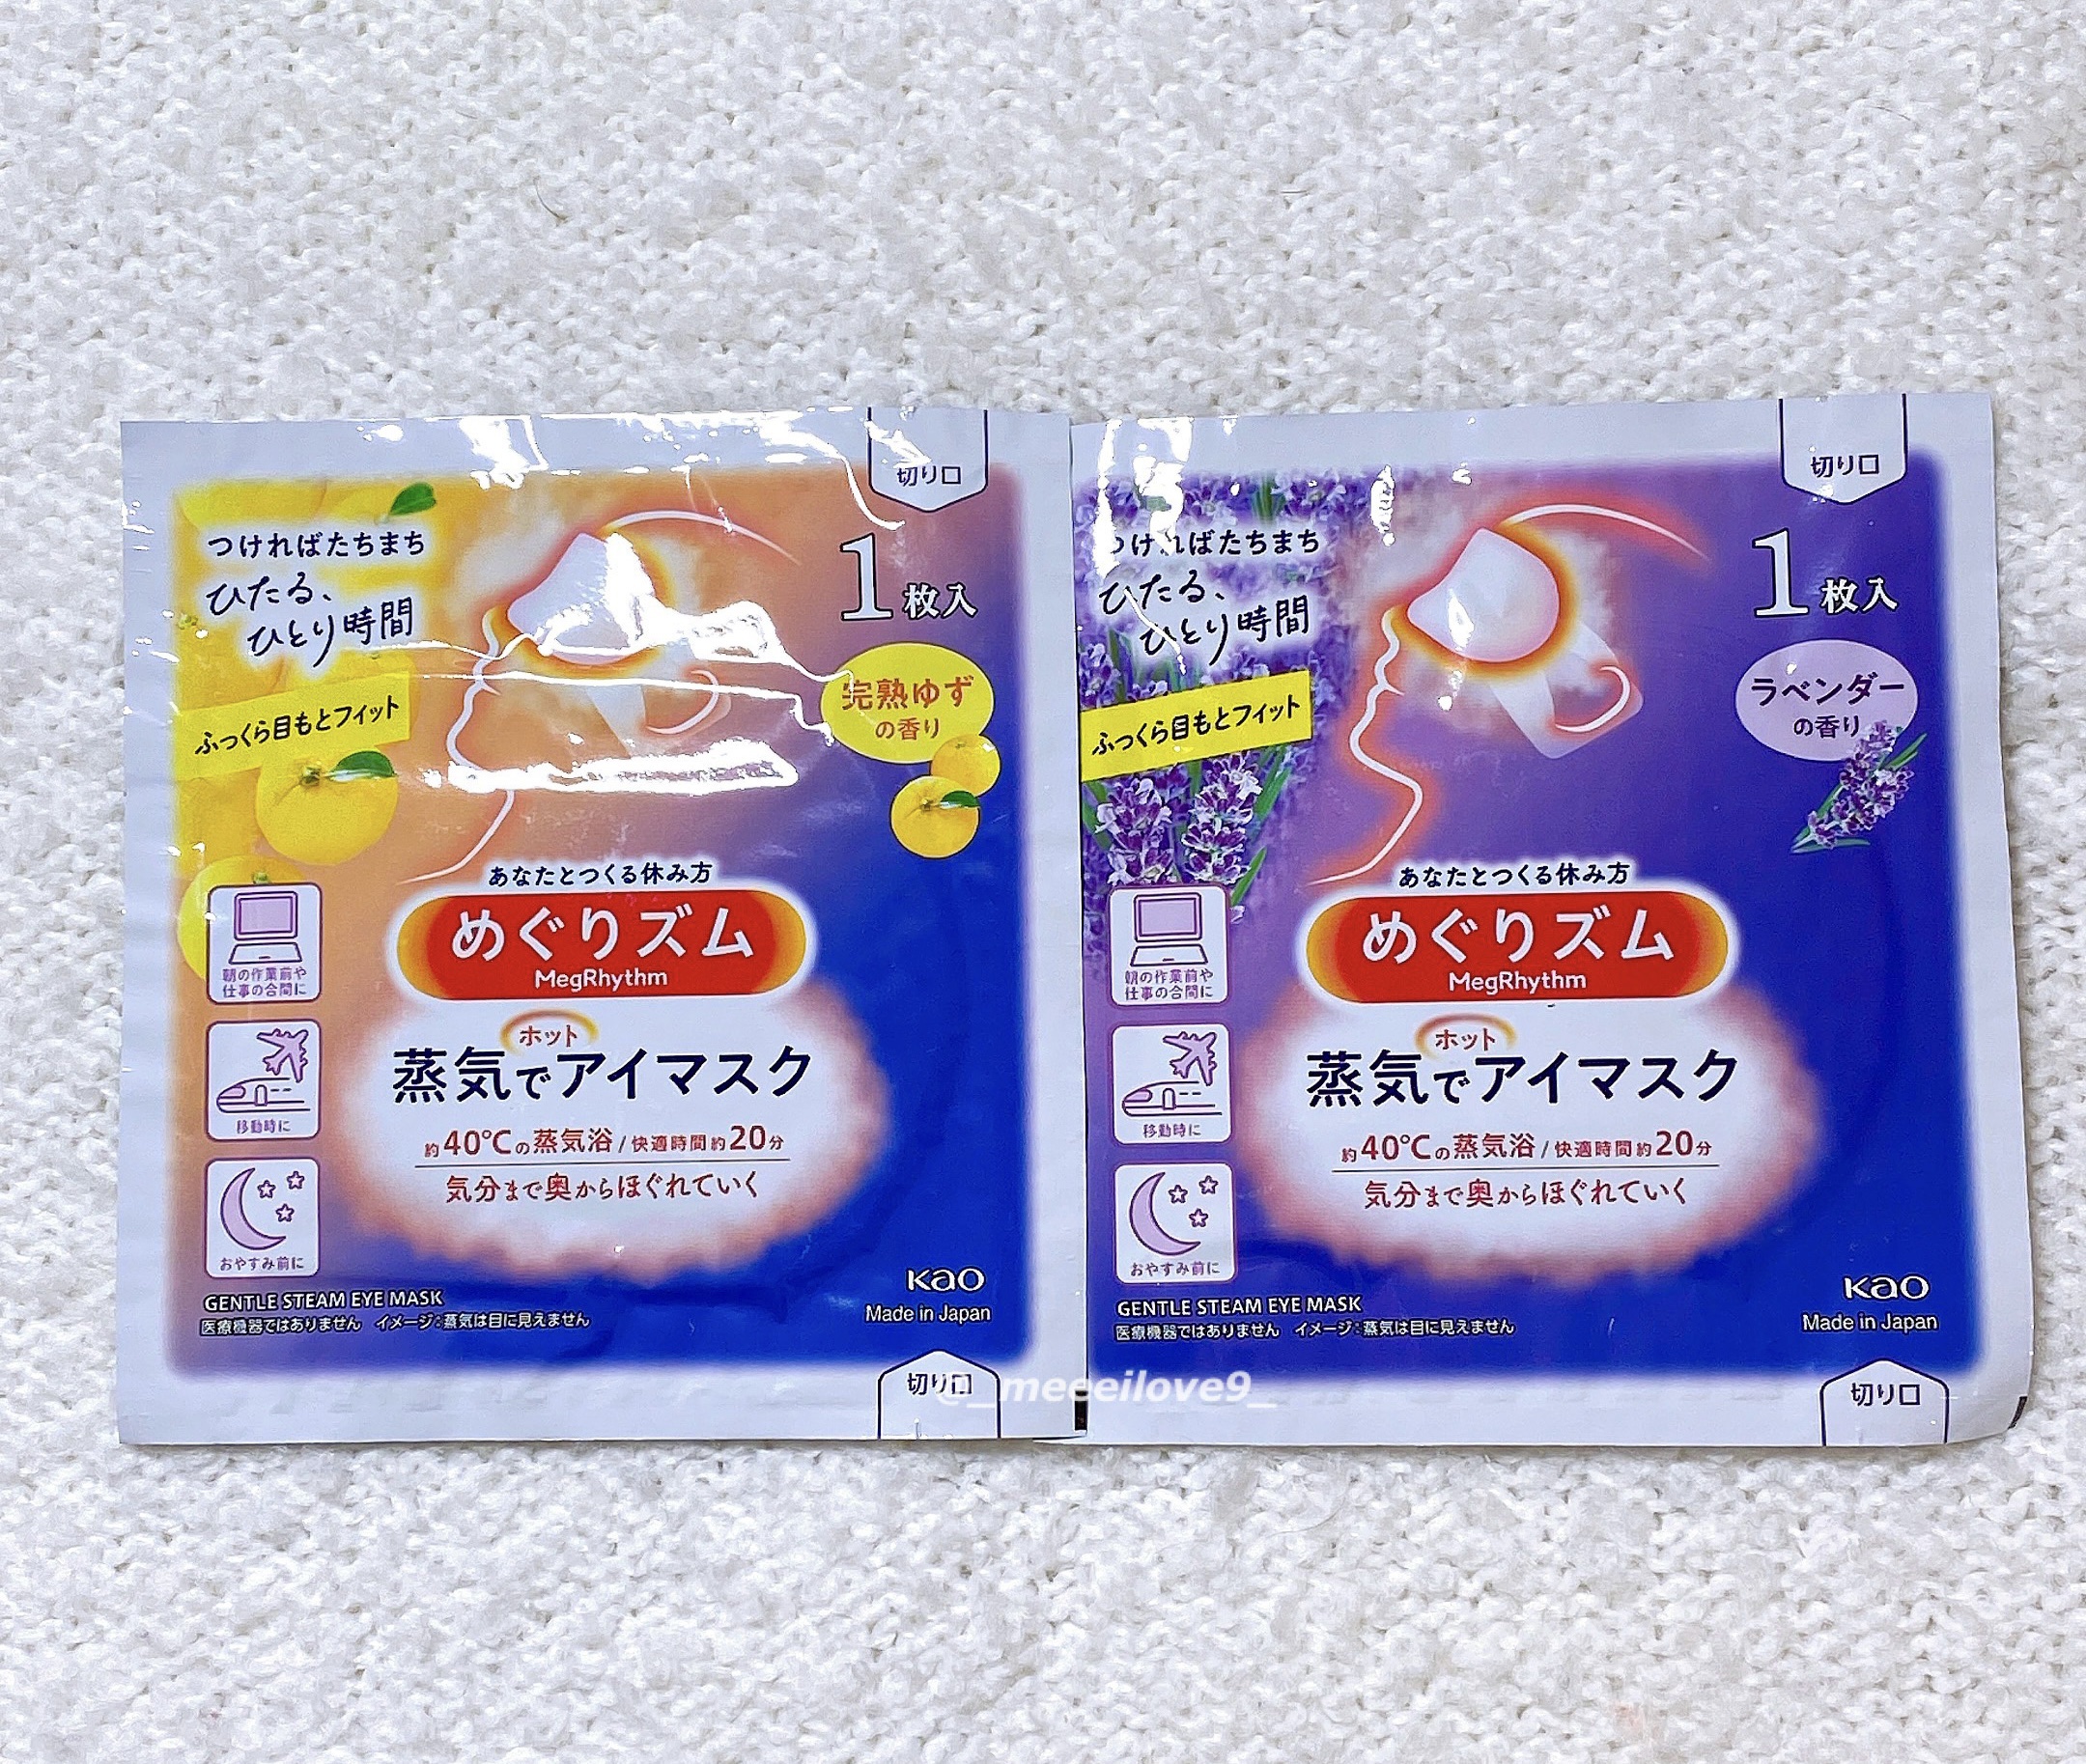 切り口
つければたちまち
ひたる、
ひとり時間
1枚入
ふっくら目もとフィット
完熟ゆず
の香り
あなたとつくる休み方
めぐりズム
MegRhythm
ホット
蒸気でアイマスク
約40℃の蒸気浴/快適時間約20分
気分まで奥からほぐれていく
朝の作業前や
仕事の合間に
移動時に
おやすみ前に
GENTLE STEAM EYE MASK
医療機器ではありません イメージ:蒸気は目に見えません
Kao
Made in Japan
切り口
切り口
つければたちまち
ひたる、
ひとり時間
1枚入
ふっくら目もとフィット
ラベンダー
の香り
あなたとつくる休み方
めぐりズム
MegRhythm
ホット
蒸気でアイマスク
約40℃の蒸気浴/快適時間約20分
気分まで奥からほぐれていく
朝の作業前や
仕事の合間に
移動時に
おやすみ前に
GENTLE STEAM EYE MASK
医療機器ではありません イメージ:蒸気は目に見えません
Kao
Made in Japan
切り口
@_meeeilove9_